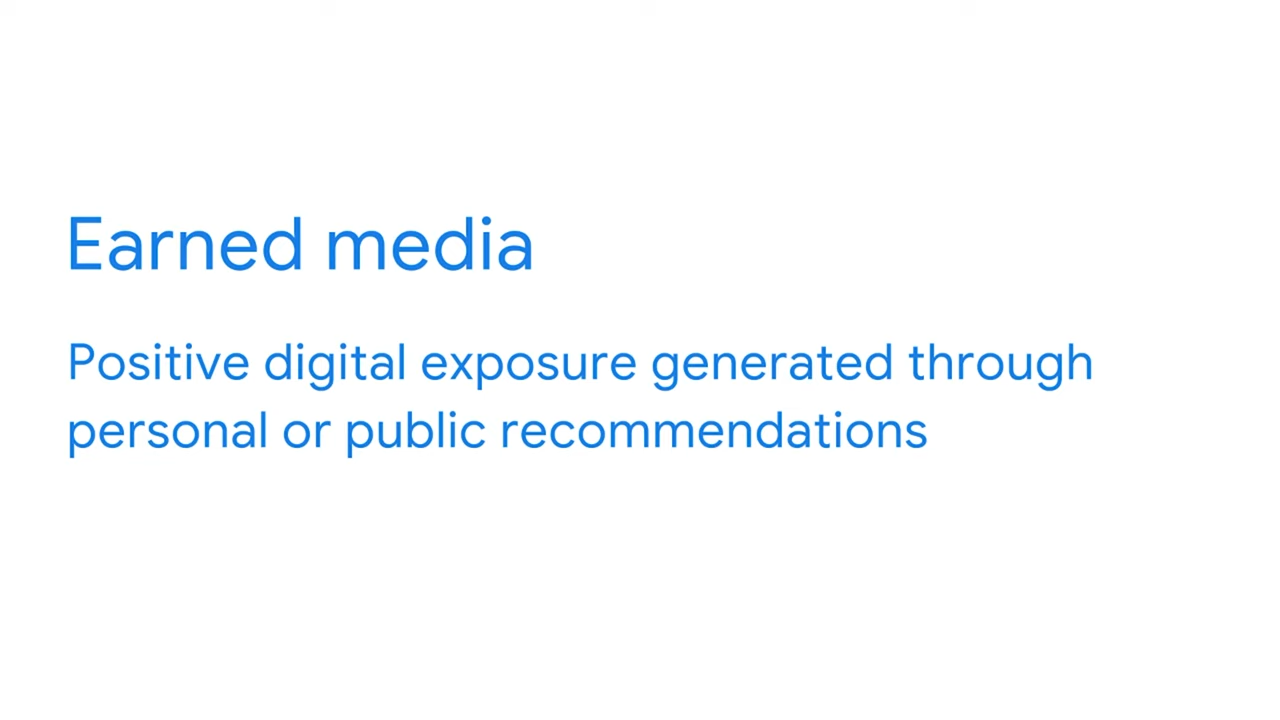 Earned media
Positive digital exposure generated through
personal or public recommendations